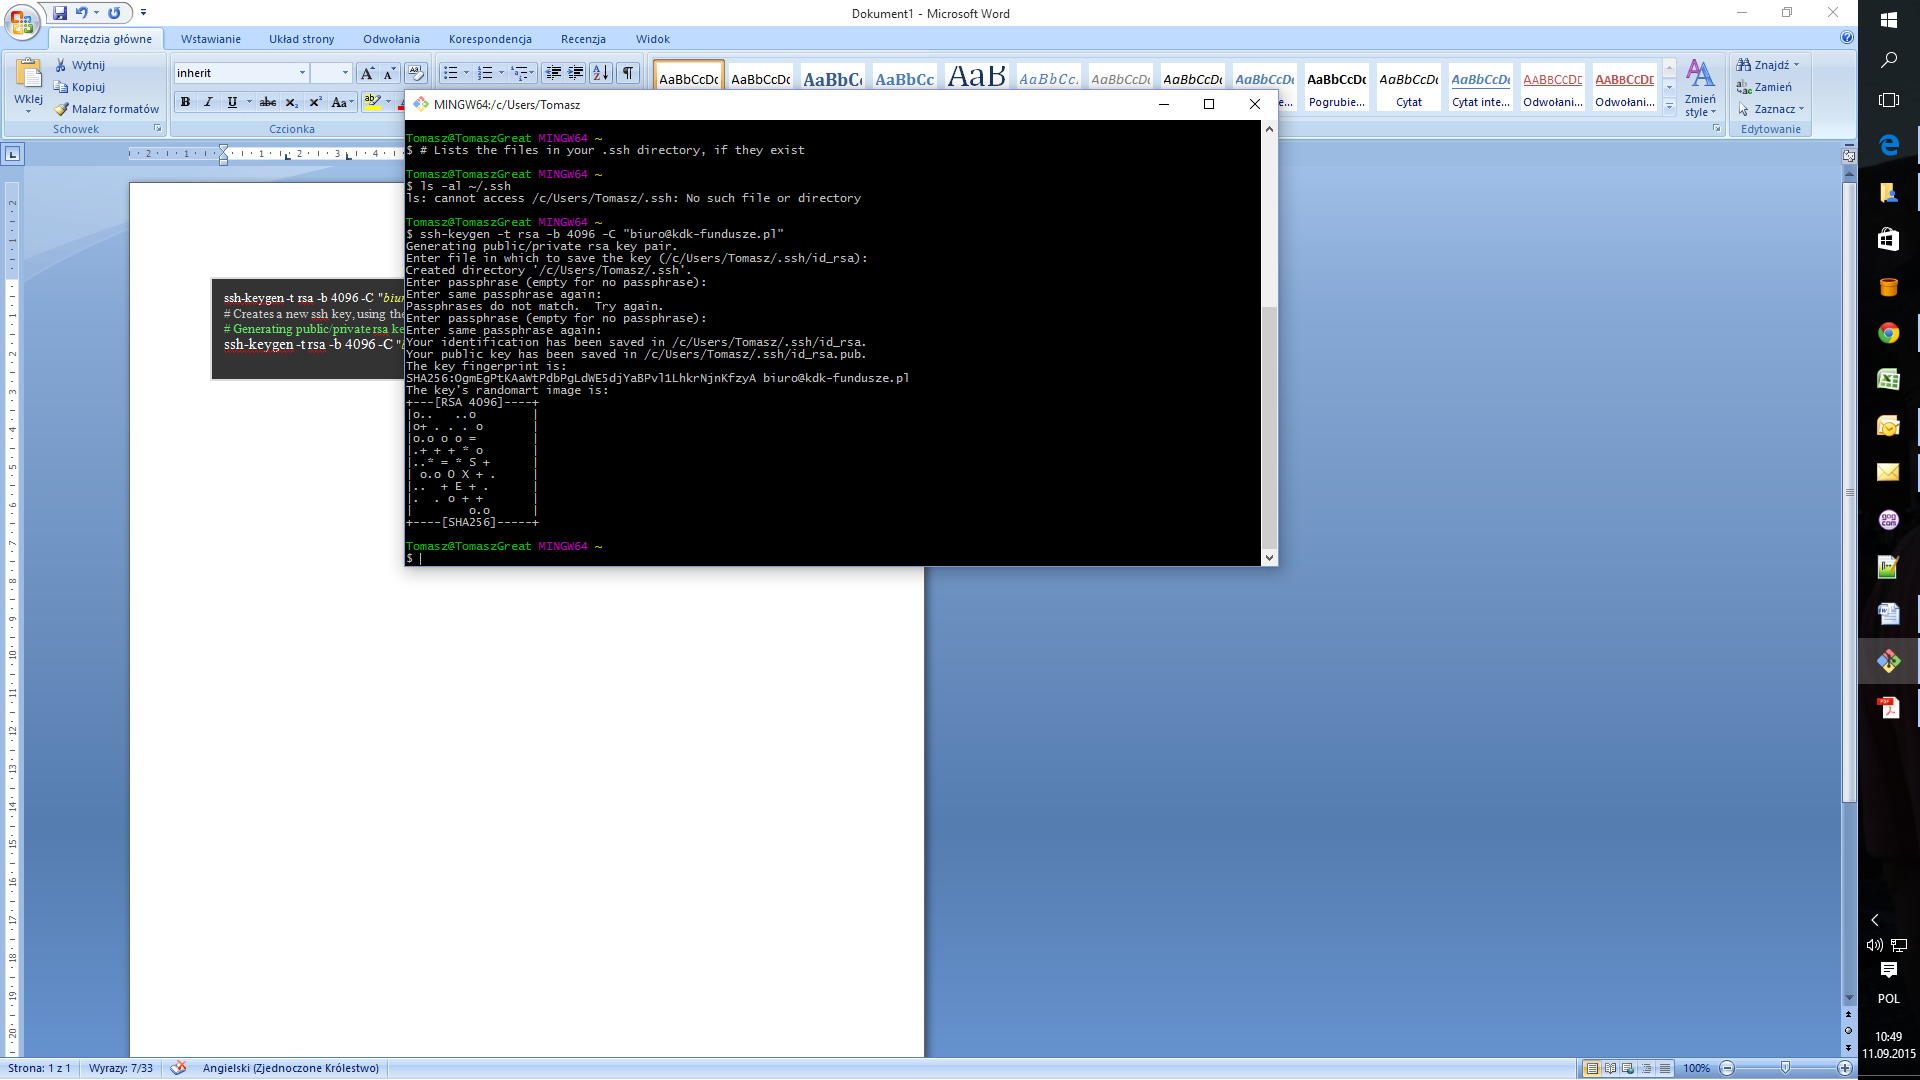 Dokument1 - Microsoft Word
Narzędzia główne
Wstawianie
Układ strony
Odwołania
Korespondencja
Recenzja
Widok
Wklej
Wytnij
Kopiuj
Malarz formatów
Schowek
inherit
Czcionka
AaBbCcDc
AaBbCcDc
AaBbC
AaBbCc
AaB
AaBbCc.
AaBbCcDc
AaBbCcDc
AaBbCcDc
AaBbCcDc
AaBbCcDc
AaBbCcDc
AABBCCDE
AABBCCDE
Pogrubie...
Cytat
Cytat inte...
Odwołani...
Odwołani...
Zmień
style
Znajdź
Zamień
Zaznacz
Edytowanie
MINGW64:/c/Users/Tomasz
Tomasz@TomaszGreat MINGW64 ~
$ # Lists the files in your .ssh directory, if they exist
Tomasz@TomaszGreat MINGW64 ~
$ ls -al ~/.ssh
ls: cannot access /c/Users/Tomasz/.ssh: No such file or directory
Tomasz@TomaszGreat MINGW64 ~
$ ssh-keygen -t rsa -b 4096 -C "biuro@kdk-fundusze.pl"
Generating public/private rsa key pair.
Enter file in which to save the key (/c/Users/Tomasz/.ssh/id_rsa):
Created directory '/c/Users/Tomasz/.ssh'.
Enter passphrase (empty for no passphrase):
Enter same passphrase again:
Passphrases do not match.  Try again.
Enter passphrase (empty for no passphrase):
Enter same passphrase again:
Your identification has been saved in /c/Users/Tomasz/.ssh/id_rsa.
Your public key has been saved in /c/Users/Tomasz/.ssh/id_rsa.pub.
The key fingerprint is:
SHA256:OgmEgPtKAaWtPdbPgLdWE5djYaBPvl1LhkrNjnKfzyA biuro@kdk-fundusze.pl
The key's randomart image is:
+---[RSA 4096]----+
|o..   ..o        |
|o+ . . . o       |
|o.o o o =        |
|.+ + + * o       |
|..* = * S +      |
| o.o O X + .     |
|..  + E + .      |
|.  . o + +       |
|        o.o      |
+----[SHA256]-----+
Tomasz@TomaszGreat MINGW64 ~
$
ssh-keygen -t rsa -b 4096 -C "biur
# Creates a new ssh key, using the
# Generating public/private rsa ke
ssh-keygen -t rsa -b 4096 -C "
Strona: 1 z 1
Wyrazy: 7/33
Angielski (Zjednoczone Królestwo)
100%
POL
10:49
11.09.2015